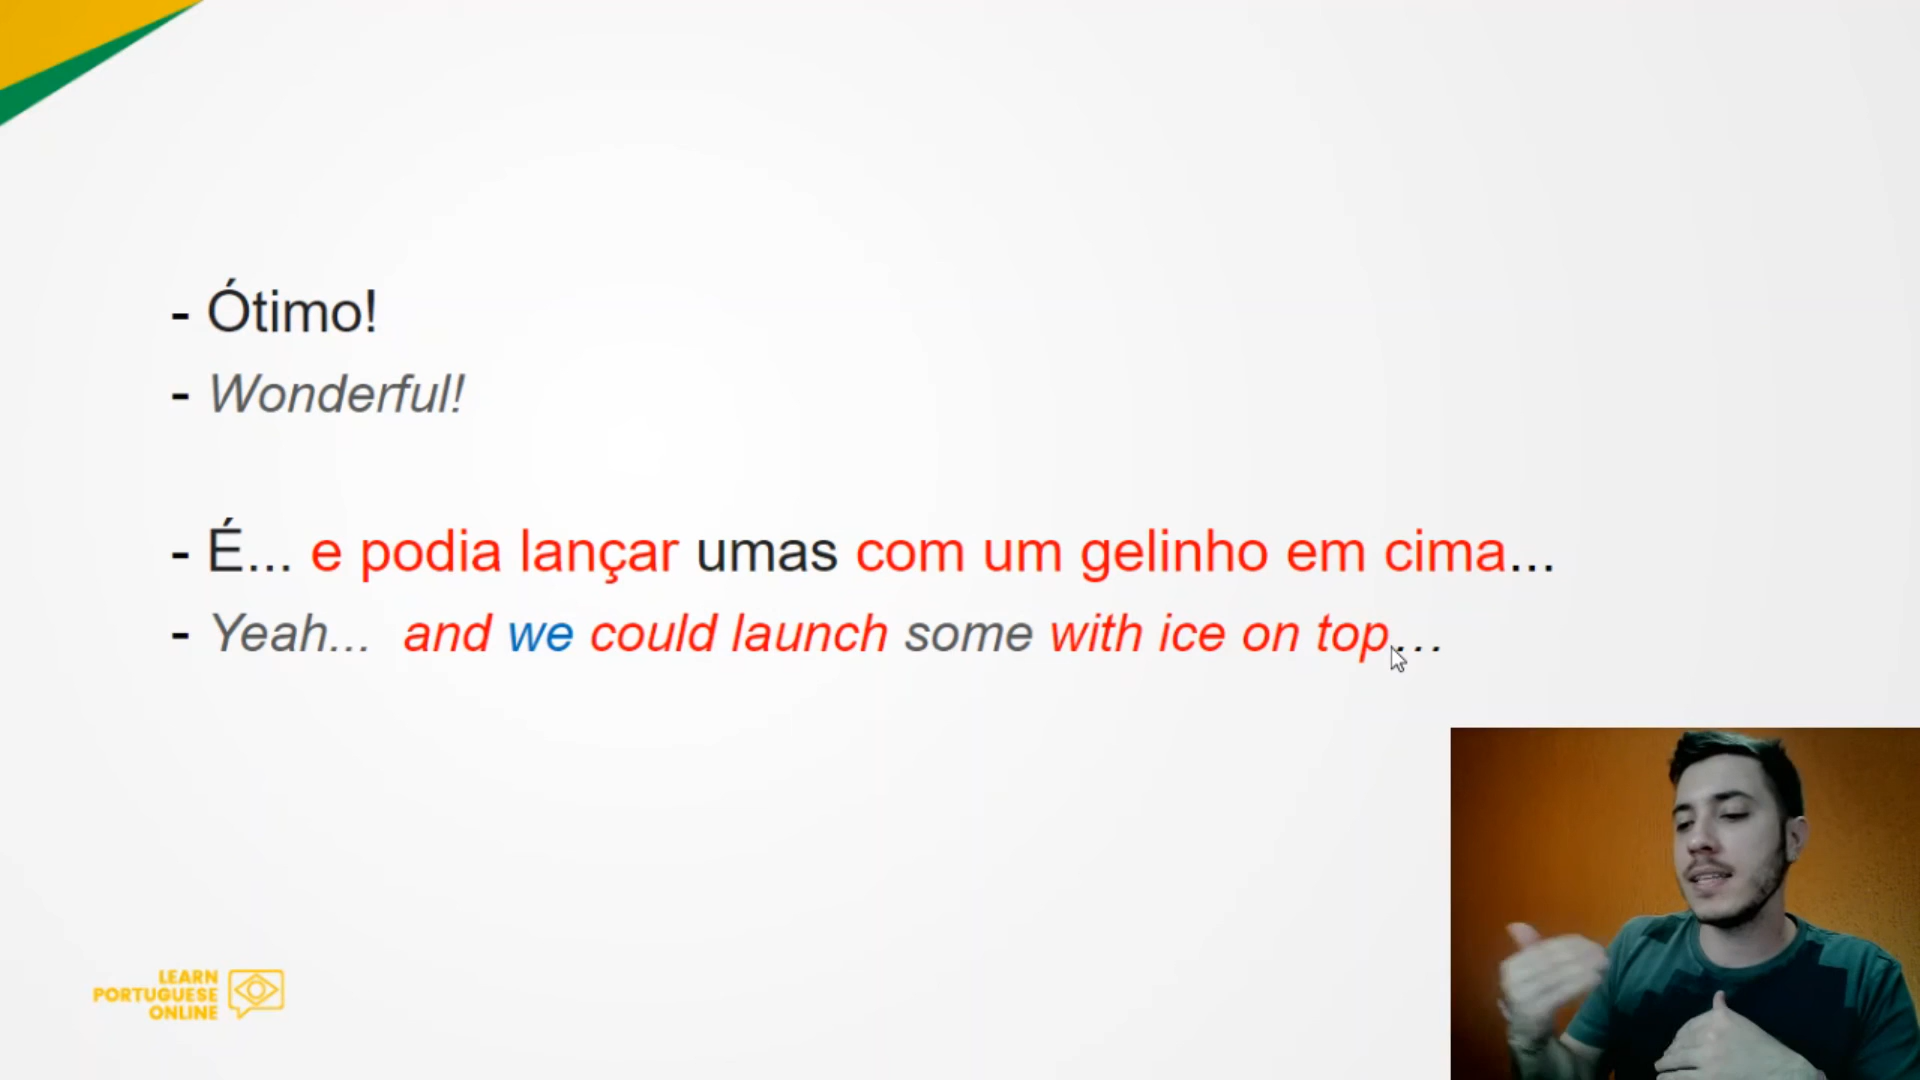 - Ótimo!
- Wonderful!
- É... e podia lançar umas com um gelinho em cima...
- Yeah... and we could launch some with ice on top...
LEARN
PORTUGUESE
ONLINE